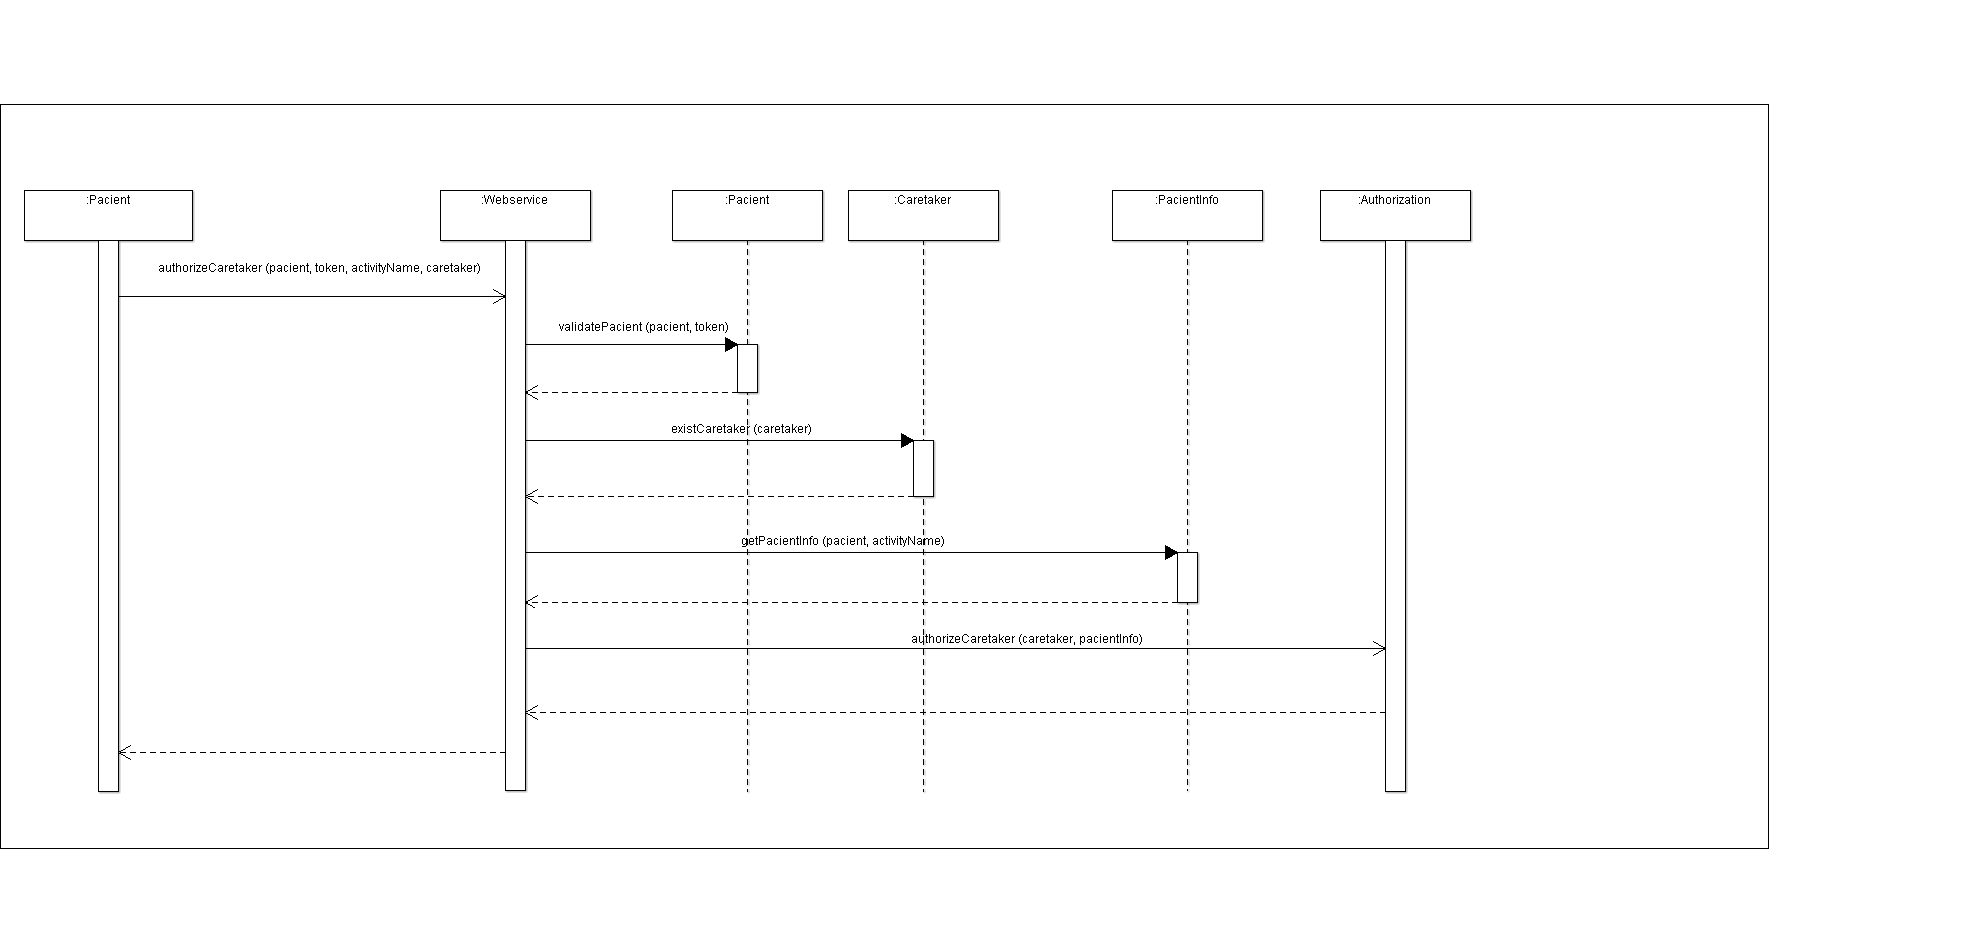 :Pacient
:Webservice
:Pacient
:Caretaker
:PacientInfo
:Authorization
authorizeCaretaker (pacient, token, activityName, caretaker)
validatePacient (pacient, token)
existCaretaker (caretaker)
getPacientInfo (pacient, activityName)
authorizeCaretaker (caretaker, pacientInfo)